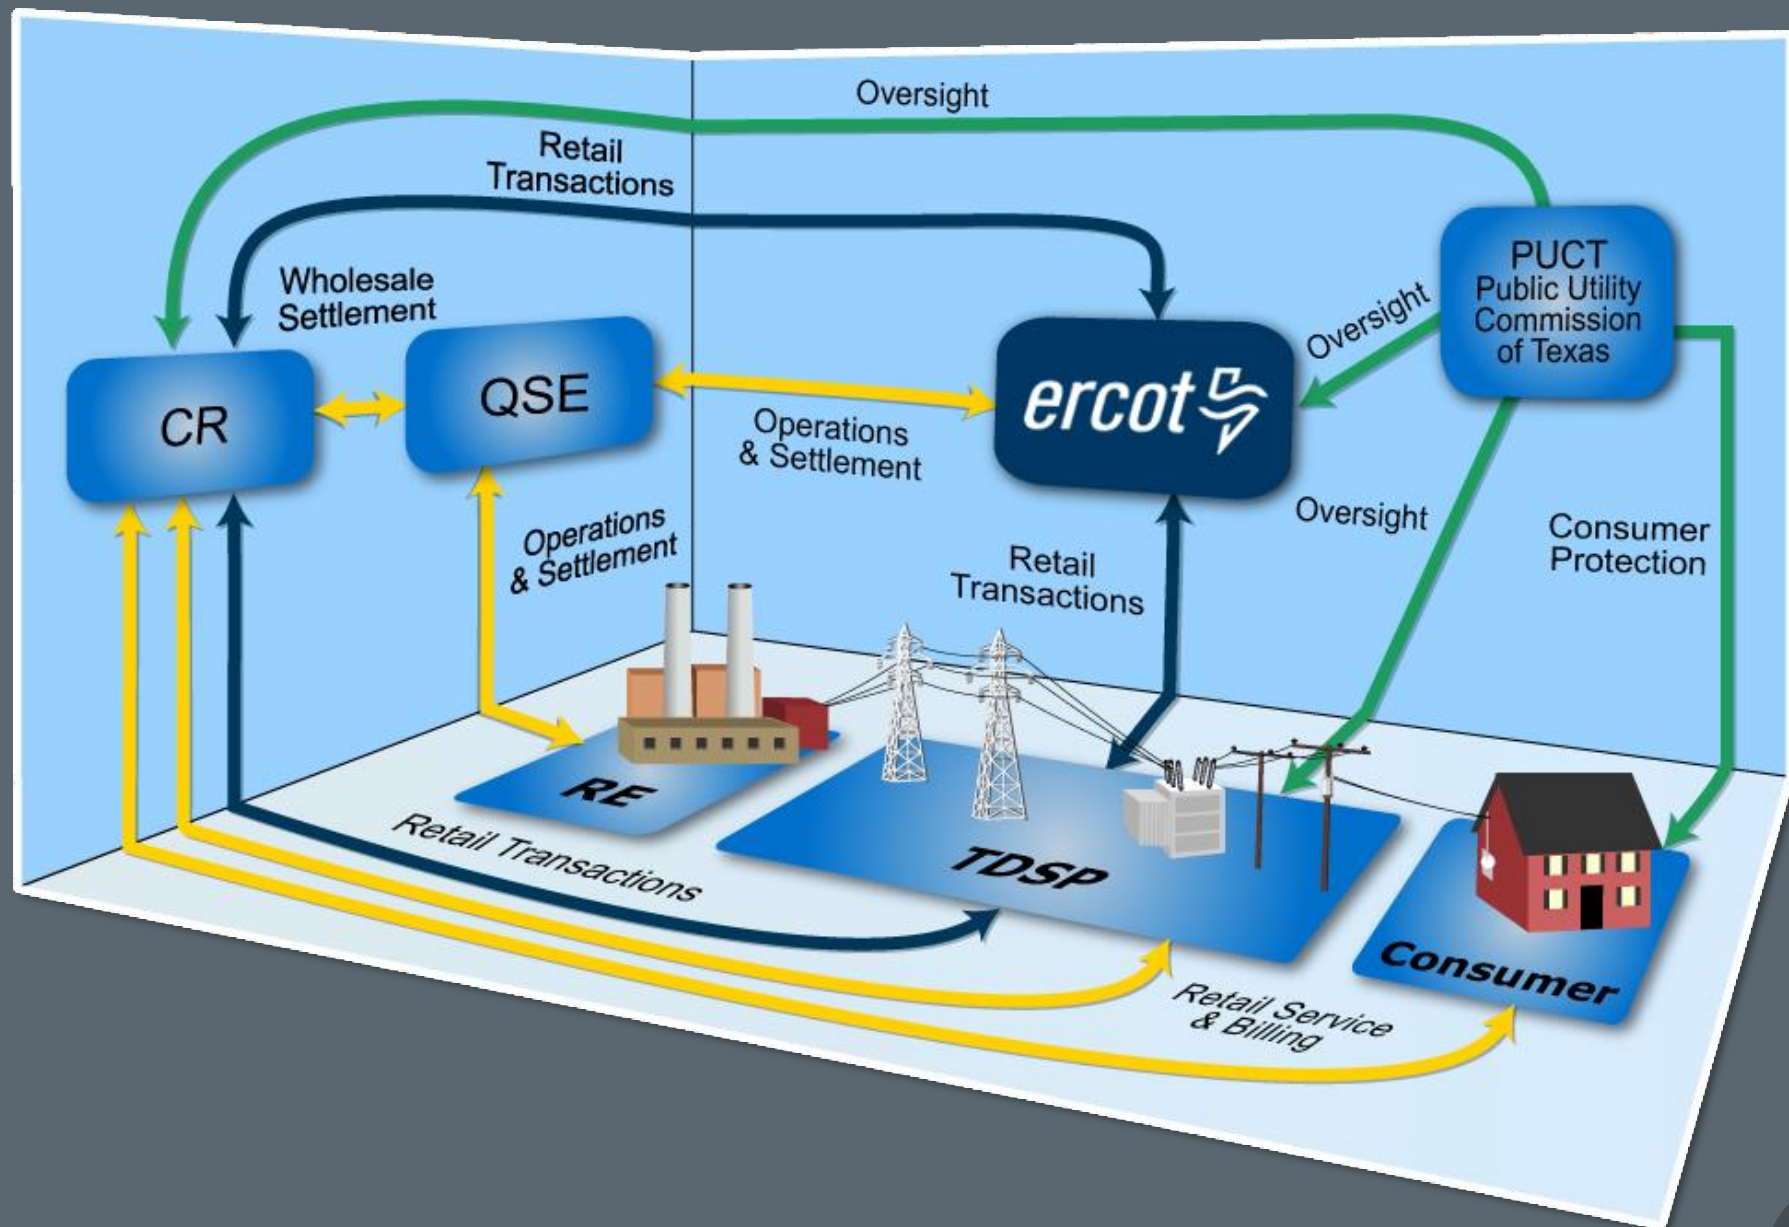 Oversight
Retail
Transactions
Wholesale
Settlement
PUCT
Public Utility
Commission
of Texas
Oversight
CR
QSE
ercot
Operations
& Settlement
Oversight
Operations
& Settlement
Retail
Transactions
Consumer
Protection
RE
Retail Transactions
TDSP
Consumer
Retail Service
& Billing